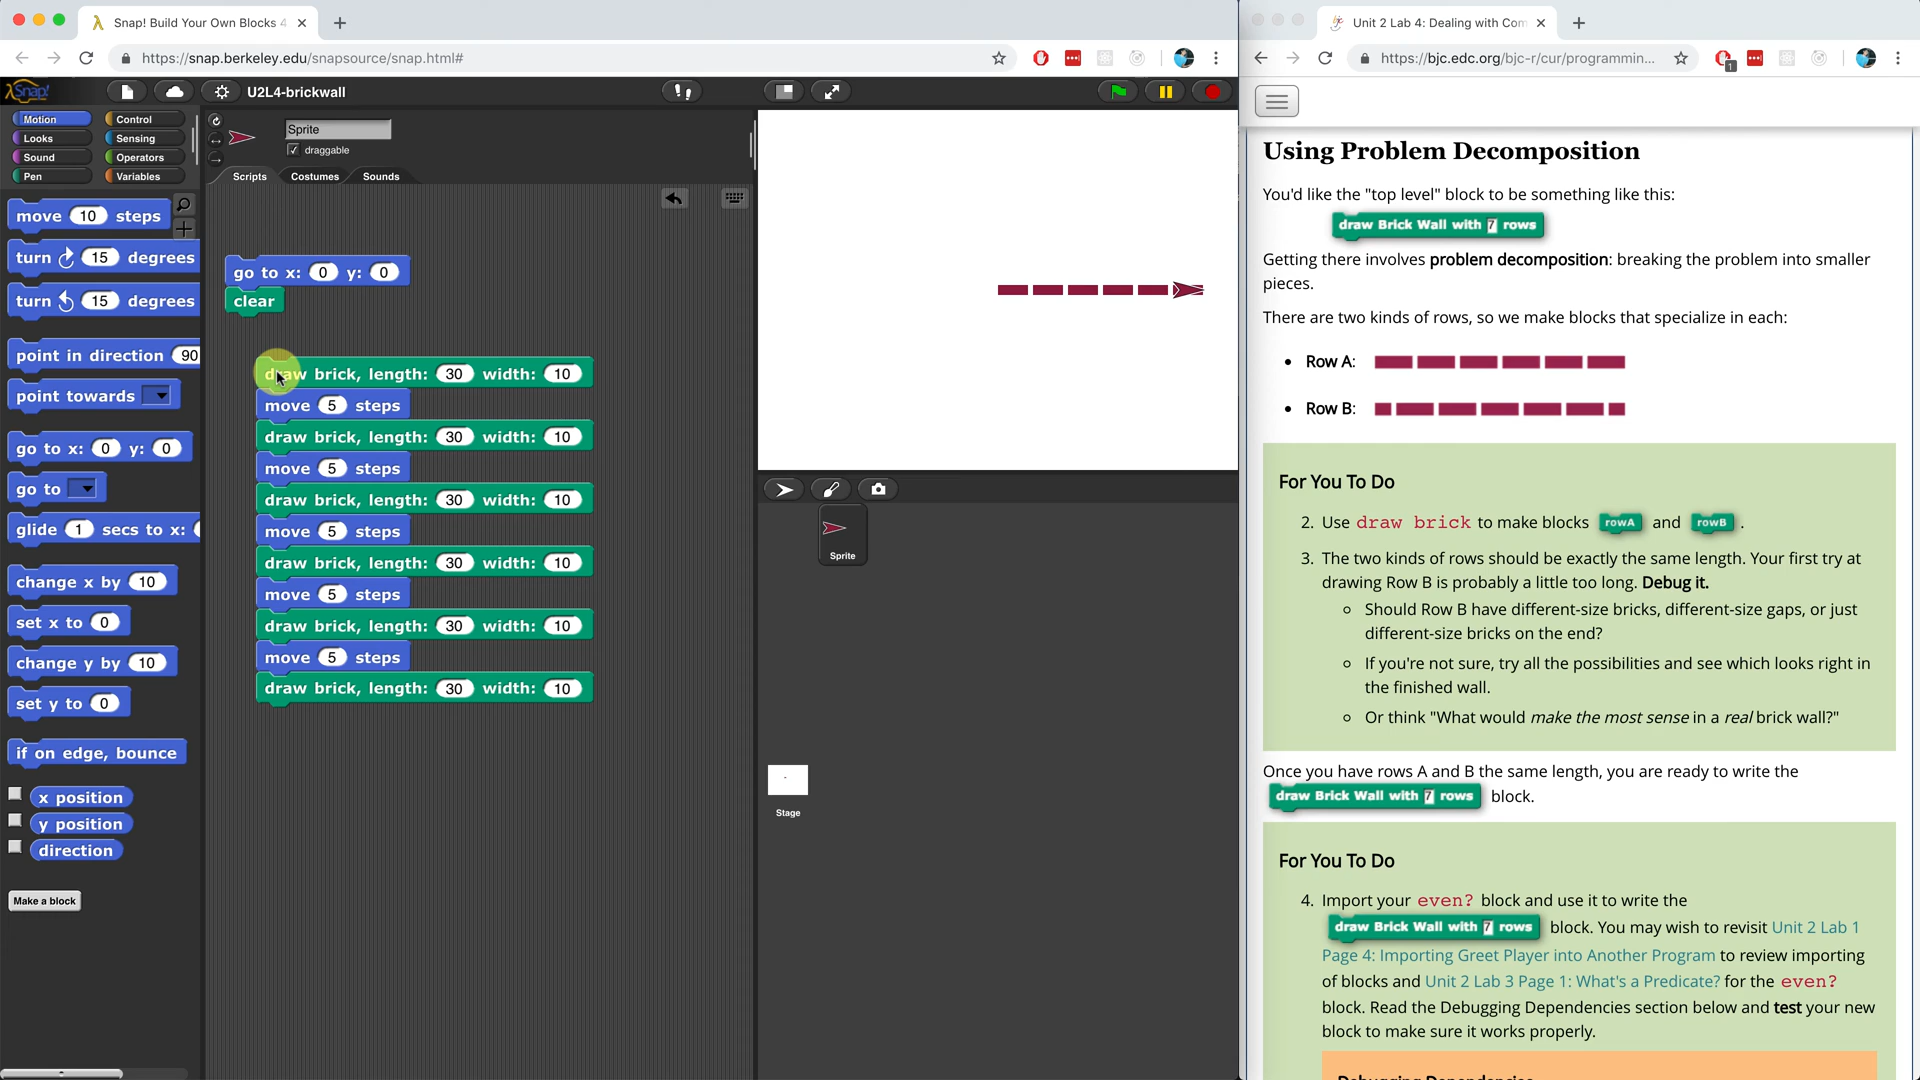 Snap! Build Your Own Blocks 4
https://snap.berkeley.edu/snapsource/snap.html#
Snap!
U2L4-brickwall
Motion
Looks
Sound
Pen
Control
Sensing
Operators
Variables
move 10 steps
turn 15 degrees
turn 15 degrees
point in direction 90
point towards
go to x: 0 y: 0
go to
glide 1 secs to x:
change x by 10
set x to 0
change y by 10
set y to 0
if on edge, bounce
x position
y position
direction
Make a block
Sprite
draggable
Scripts Costumes Sounds
go to x: 0 y: 0
clear
draw brick, length: 30 width: 10
move 5 steps
draw brick, length: 30 width: 10
move 5 steps
draw brick, length: 30 width: 10
move 5 steps
draw brick, length: 30 width: 10
move 5 steps
draw brick, length: 30 width: 10
move 5 steps
draw brick, length: 30 width: 10
Sprite
Stage
Unit 2 Lab 4: Dealing with Com
https://bjc.edc.org/bjc-r/cur/programmin...
1
Using Problem Decomposition
You'd like the "top level" block to be something like this:
draw Brick Wall with 7 rows
Getting there involves problem decomposition: breaking the problem into smaller
pieces.
There are two kinds of rows, so we make blocks that specialize in each:
• Row A:
• Row B:
For You To Do
2. Use draw brick to make blocks rowA and rowB .
3. The two kinds of rows should be exactly the same length. Your first try at
drawing Row B is probably a little too long. Debug it.
Should Row B have different-size bricks, different-size gaps, or just
different-size bricks on the end?
If you're not sure, try all the possibilities and see which looks right in
the finished wall.
Or think "What would make the most sense in a real brick wall?"
Once you have rows A and B the same length, you are ready to write the
draw Brick Wall with 7 rows block.
For You To Do
4. Import your even? block and use it to write the
draw Brick Wall with 7 rows block. You may wish to revisit Unit 2 Lab 1
Page 4: Importing Greet Player into Another Program to review importing
of blocks and Unit 2 Lab 3 Page 1: What's a Predicate? for the even?
block. Read the Debugging Dependencies section below and test your new
block to make sure it works properly.